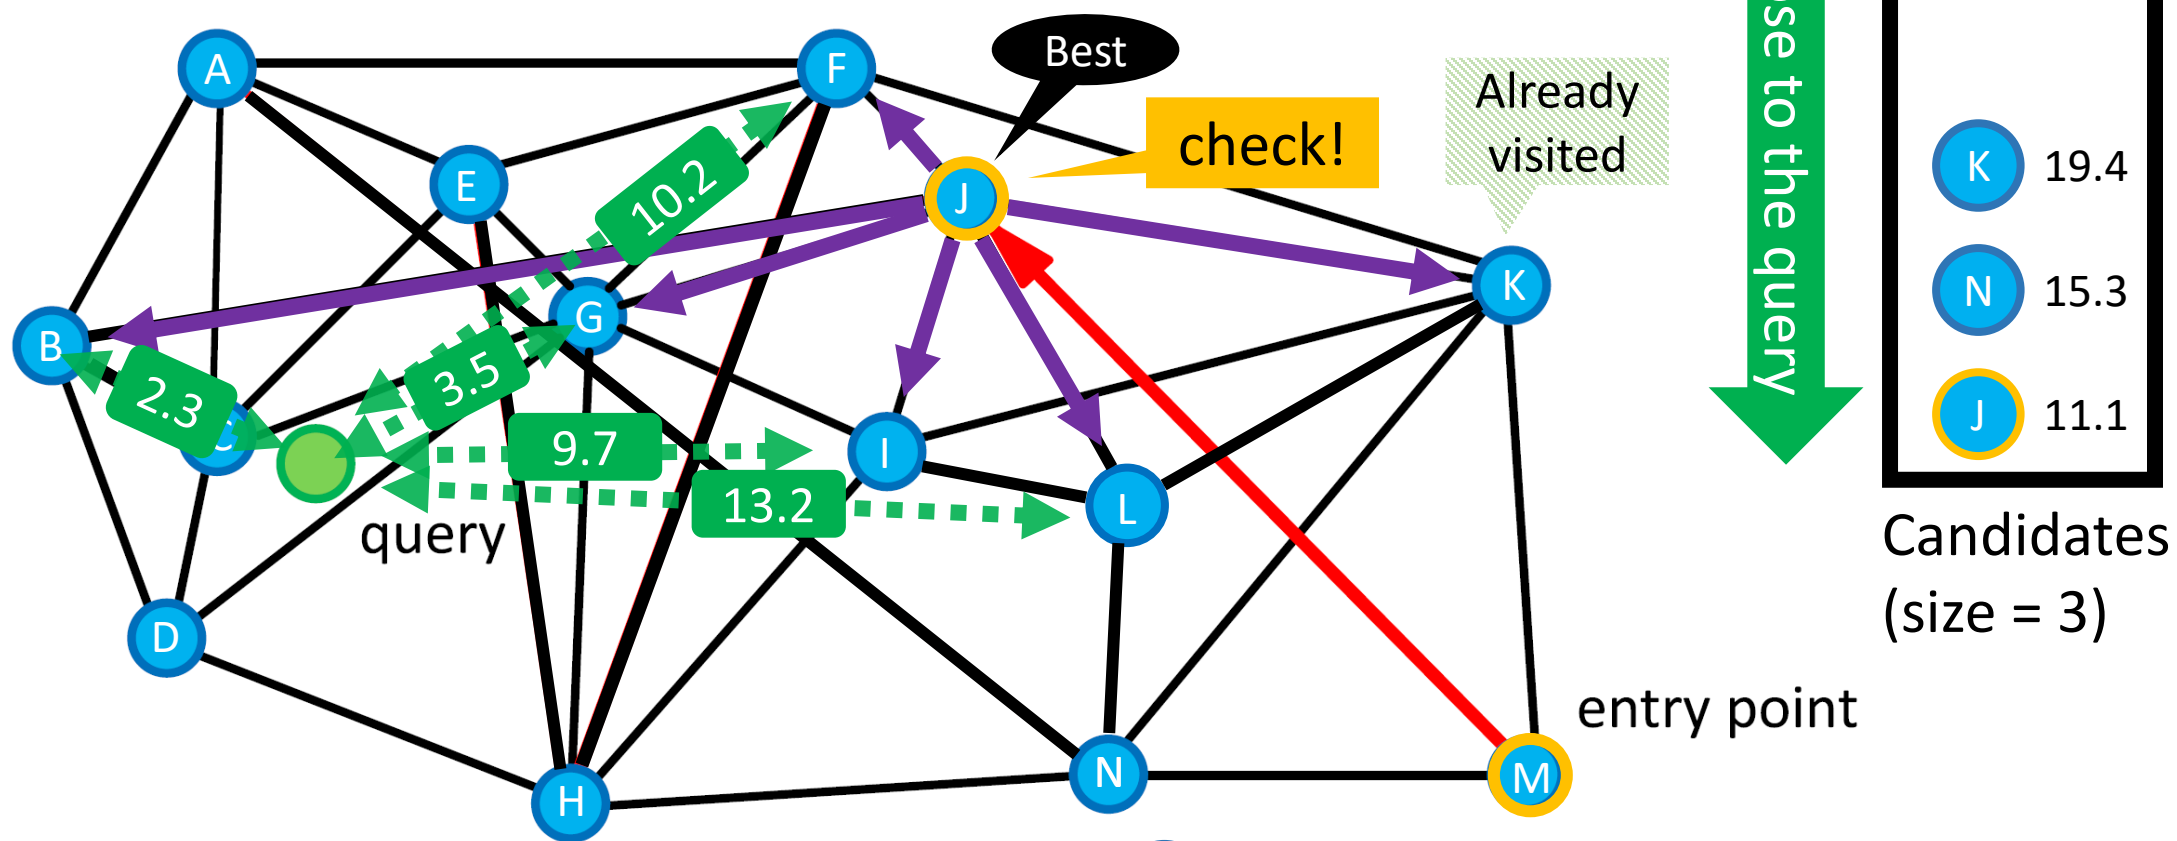 A
F
Best
check!
Already
visited
E
J
K
10.2
G
B
3.5
2.3
C
9.7
I
13.2
L
query
D
entry point
N
M
H
se to the query
K 19.4
N 15.3
J 11.1
Candidates
(size = 3)